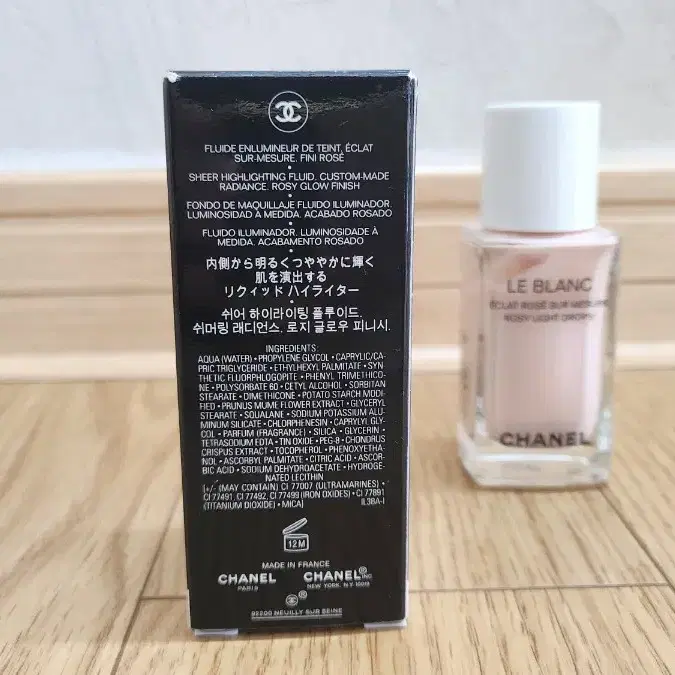 FLUIDE ENLUMINEUR DE TEINT, ÉCLAT
SUR-MESURE. FINI ROSÉ
SHEER HIGHLIGHTING FLUID. CUSTOM-MADE
RADIANCE. ROSY GLOW FINISH
FONDO DE MAQUILLAJE FLUIDO ILUMINADOR.
LUMINOSIDAD A MEDIDA. ACABADO ROSADO
FLUIDO ILUMINADOR. LUMINOSIDADE À
MEDIDA. ACABAMENTO ROSADO
内側から明るくつややかに輝く
肌を演出する
リクィッド ハイライター
쉬어 하이라이팅 플루이드.
쉬머링 래디언스. 로지 글로우 피니시.
INGREDIENTS:
AQUA (WATER) • PROPYLENE GLYCOL • CAPRYLIC/CA-
PRIC TRIGLYCERIDE • ETHYLHEXYL PALMITATE • SYN-
THETIC FLUORPHLOGOPITE • PHENYL TRIMETHICO-
NE • POLYSORBATE 60 • CETYL ALCOHOL • SORBITAN
STEARATE • DIMETHICONE • POTATO STARCH MODI-
FIED • PRUNUS MUME FLOWER EXTRACT • GLYCERYL
STEARATE • SQUALANE • SODIUM POTASSIUM ALU-
MINUM SILICATE • CHLORPHENESIN • CAPRYLYL GLY-
COL • PARFUM (FRAGRANCE) • SILICA • GLYCERIN •
TETRASODIUM EDTA • TIN OXIDE • PEG-8 • CHONDRUS
CRISPUS EXTRACT • TOCOPHEROL • PHENOXYETHA-
NOL • ASCORBYL PALMITATE • CITRIC ACID • ASCOR-
BIC ACID • SODIUM DEHYDROACETATE • HYDROGE-
NATED LECITHIN
[+/- (MAY CONTAIN) CI 77007 (ULTRAMARINES) •
CI 77491, CI 77492, CI 77499 (IRON OXIDES) • CI 77891
(TITANIUM DIOXIDE) • MICA] IL38A-I
12M
MADE IN FRANCE
CHANEL CHANEL® INC.
PARIS NEW YORK, N.Y. 10019
®
92200 NEUILLY SUR SEINE
LE BLANC
ÉCLAT ROSÉ SUR MESURE
ROSY LIGHT DROPS
CHANEL